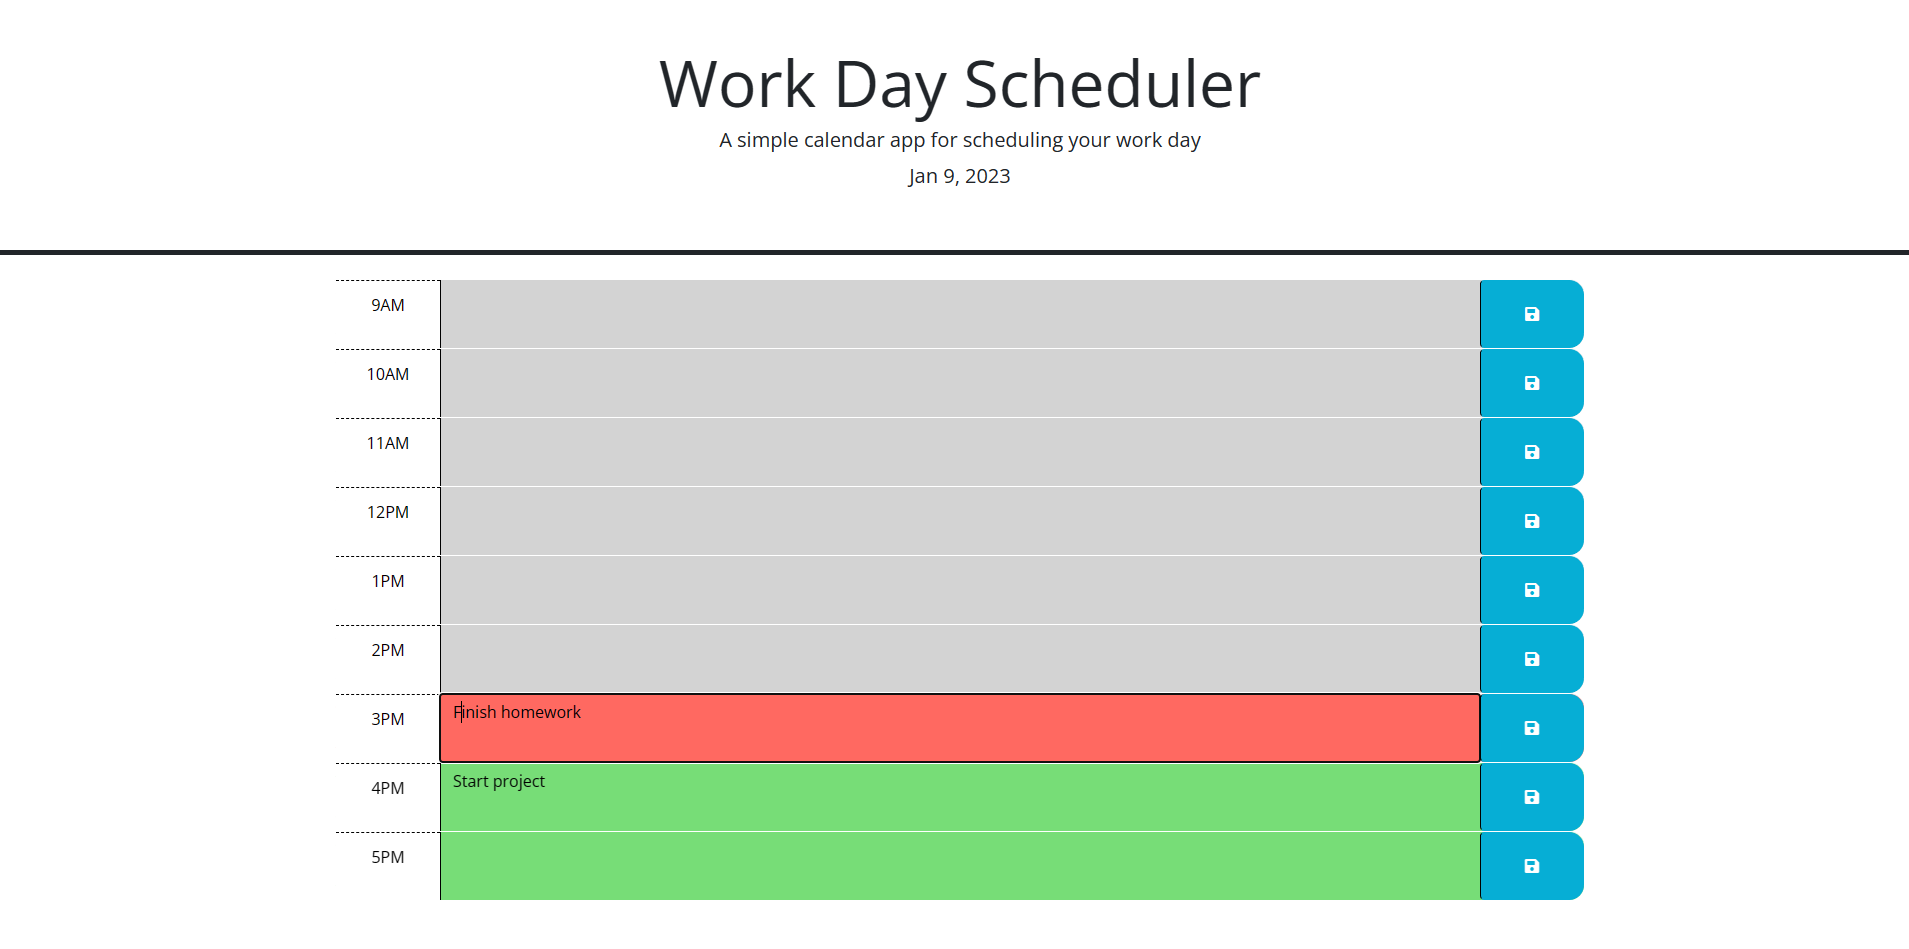 Work Day Scheduler
A simple calendar app for scheduling your work day
Jan 9, 2023
9AM
10AM
11AM
12PM
1PM
2PM
3PM Finish homework
4PM Start project
5PM